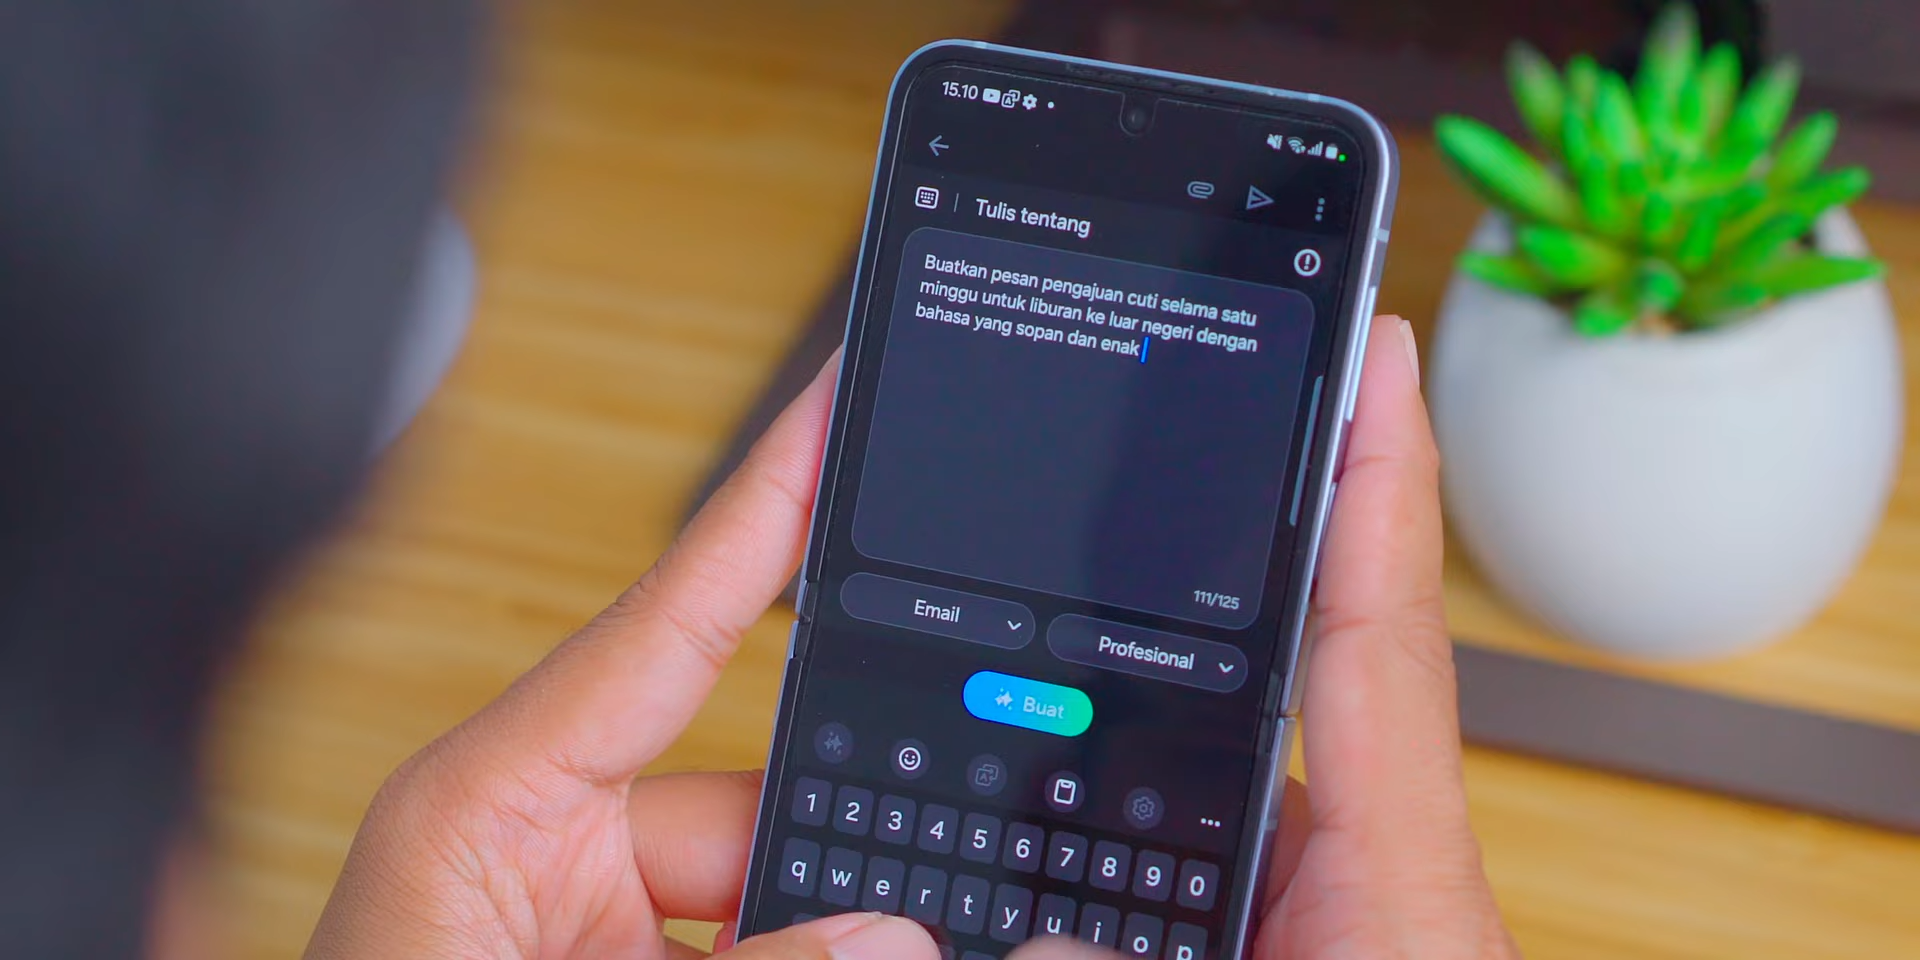 15.10
Tulis tentang
Buatkan pesan pengajuan cuti selama satu
minggu untuk liburan ke luar negeri dengan
bahasa yang sopan dan enak
111/125
Email
Profesional
Buat
1 2 3 4 5 6 7 8 9 0
q w e r t y u i o p